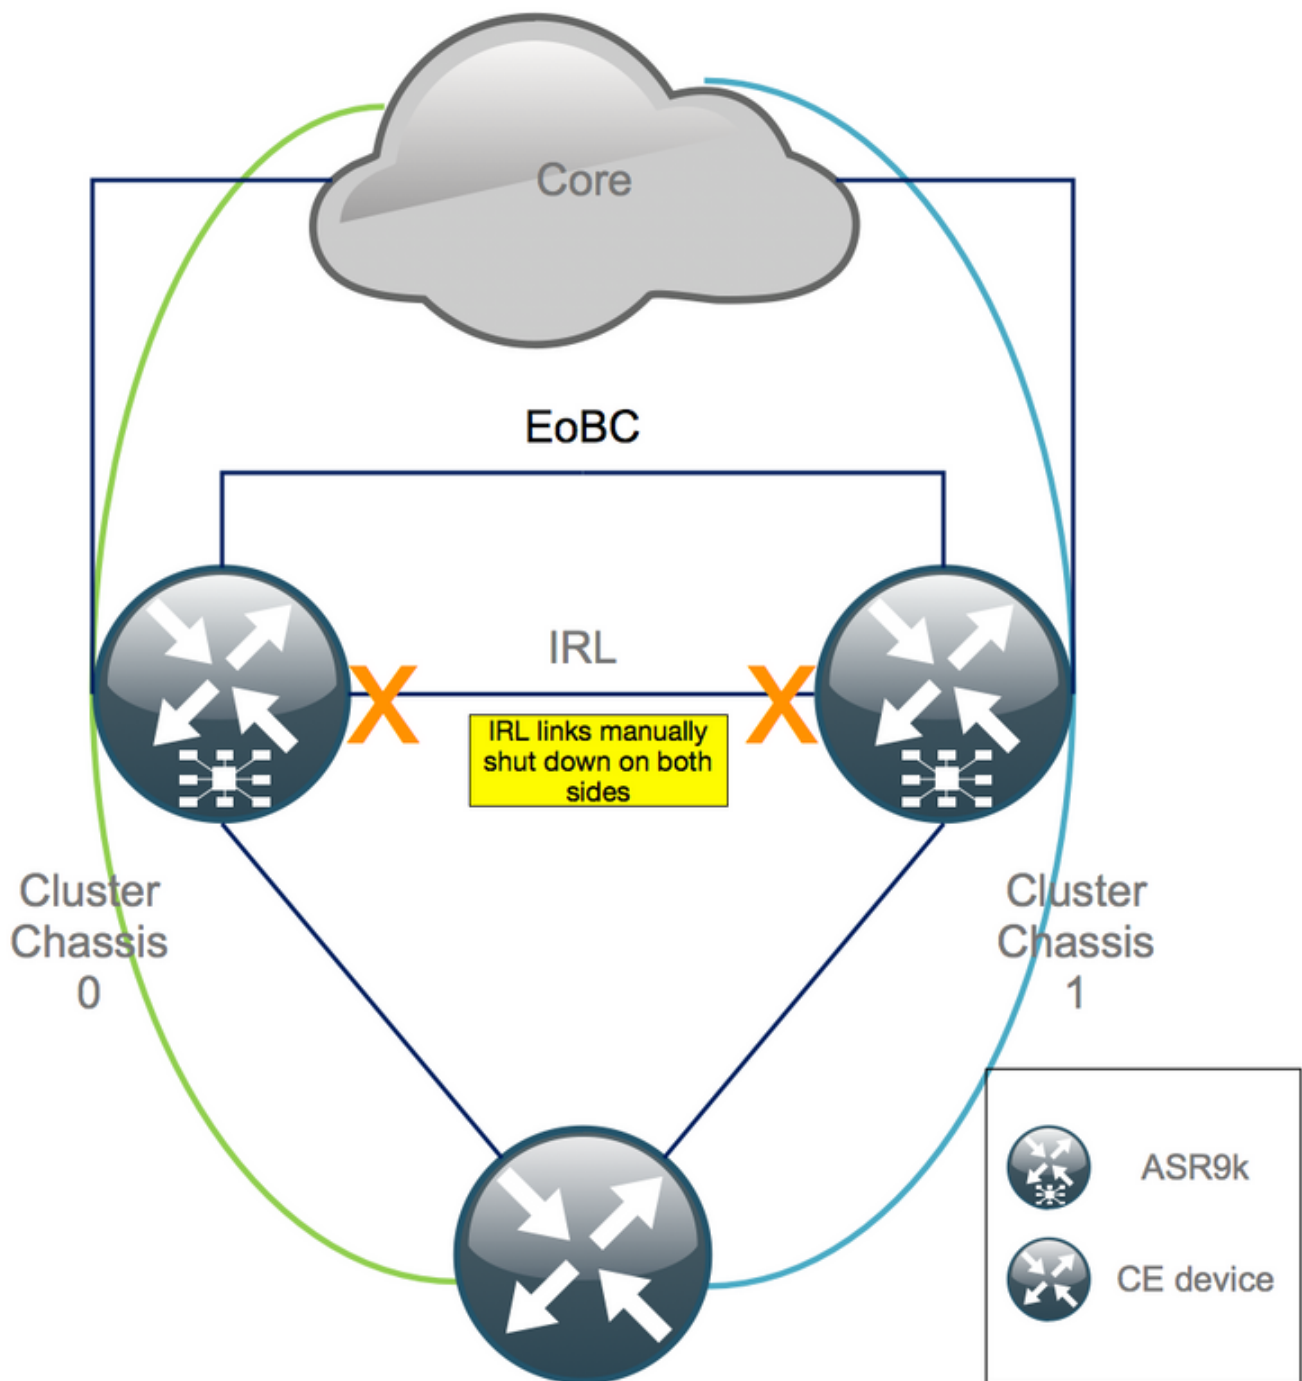 Core
EoBC
IRL
IRL links manually
shut down on both
sides
Cluster
Chassis
0
Cluster
Chassis
1
ASR9k
CE device